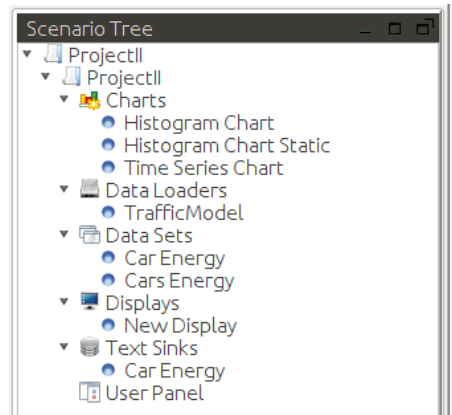 Scenario Tree
ProjectII
ProjectII
Charts
Histogram Chart
Histogram Chart Static
Time Series Chart
Data Loaders
TrafficModel
Data Sets
Car Energy
Cars Energy
Displays
New Display
Text Sinks
Car Energy
User Panel